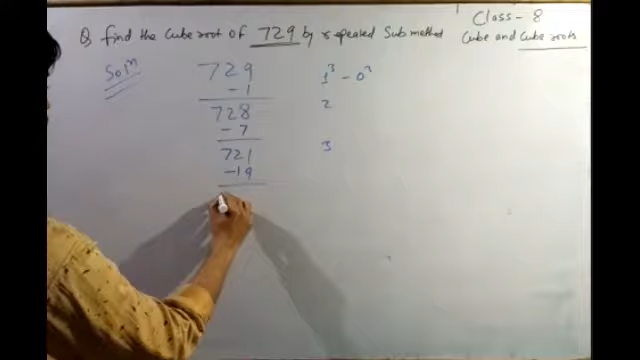 Class - 8
Q find the Cube root of 729 by repeated Sub method Cube and Cube roots
Solⁿ 729 1³ - 0³
- 1
728 2
- 7
721 3
- 19